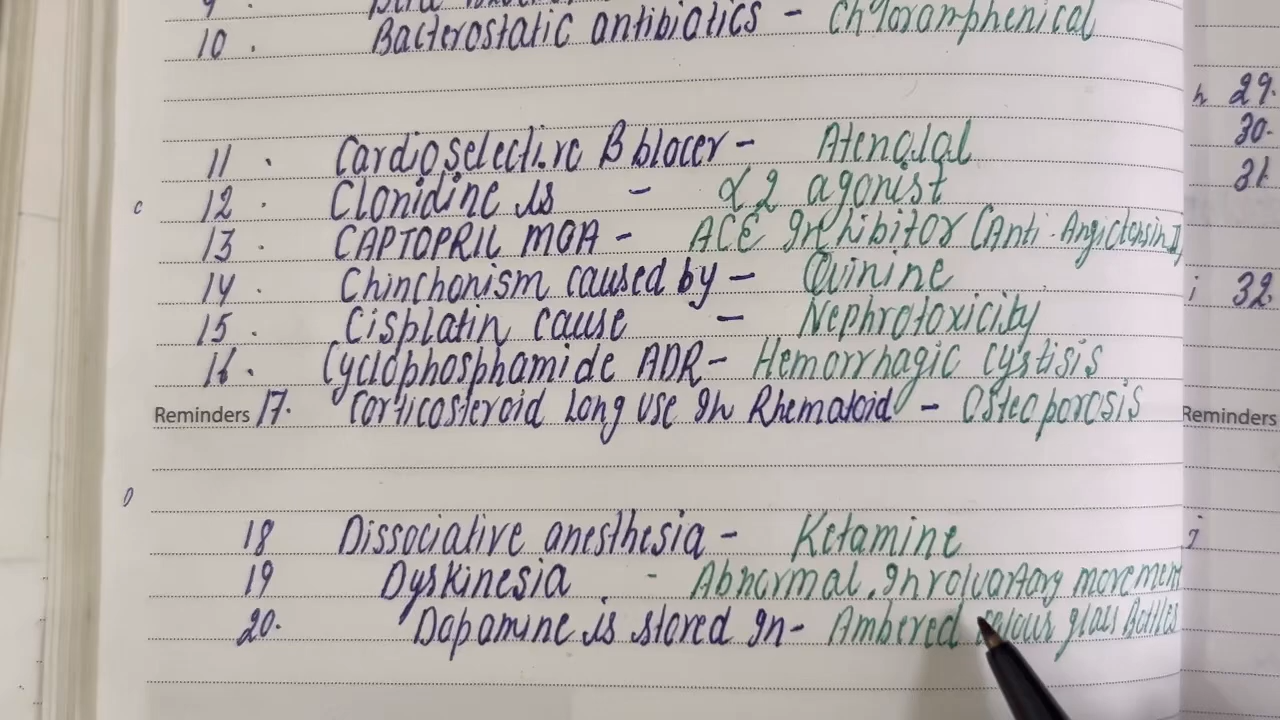 10. Bacterostatic antibiotics - Chloramphenical
11. Cardioselective B blocer - Atenolal
c 12. Clonidine is - α2 agonist
13. CAPTOPRIL MOA - ACE Inhibitor (Anti-Angiotensin II)
14. Chinchonism caused by - Quinine
15. Cisplatin cause - Nephrotoxicity
16. Cyclophosphamide ADR - Hemorrhagic cystisis
Reminders 17. Corticosteroid long use In Rhematoid - Osteoporosis
D
18 Dissociative anesthesia - Ketamine
19 Dyskinesia - Abnormal Involuntary movement
20. Dopamine is stored In - Ambered colour glass Bottles
h 29.
30.
31.
i 32.
Reminders
j